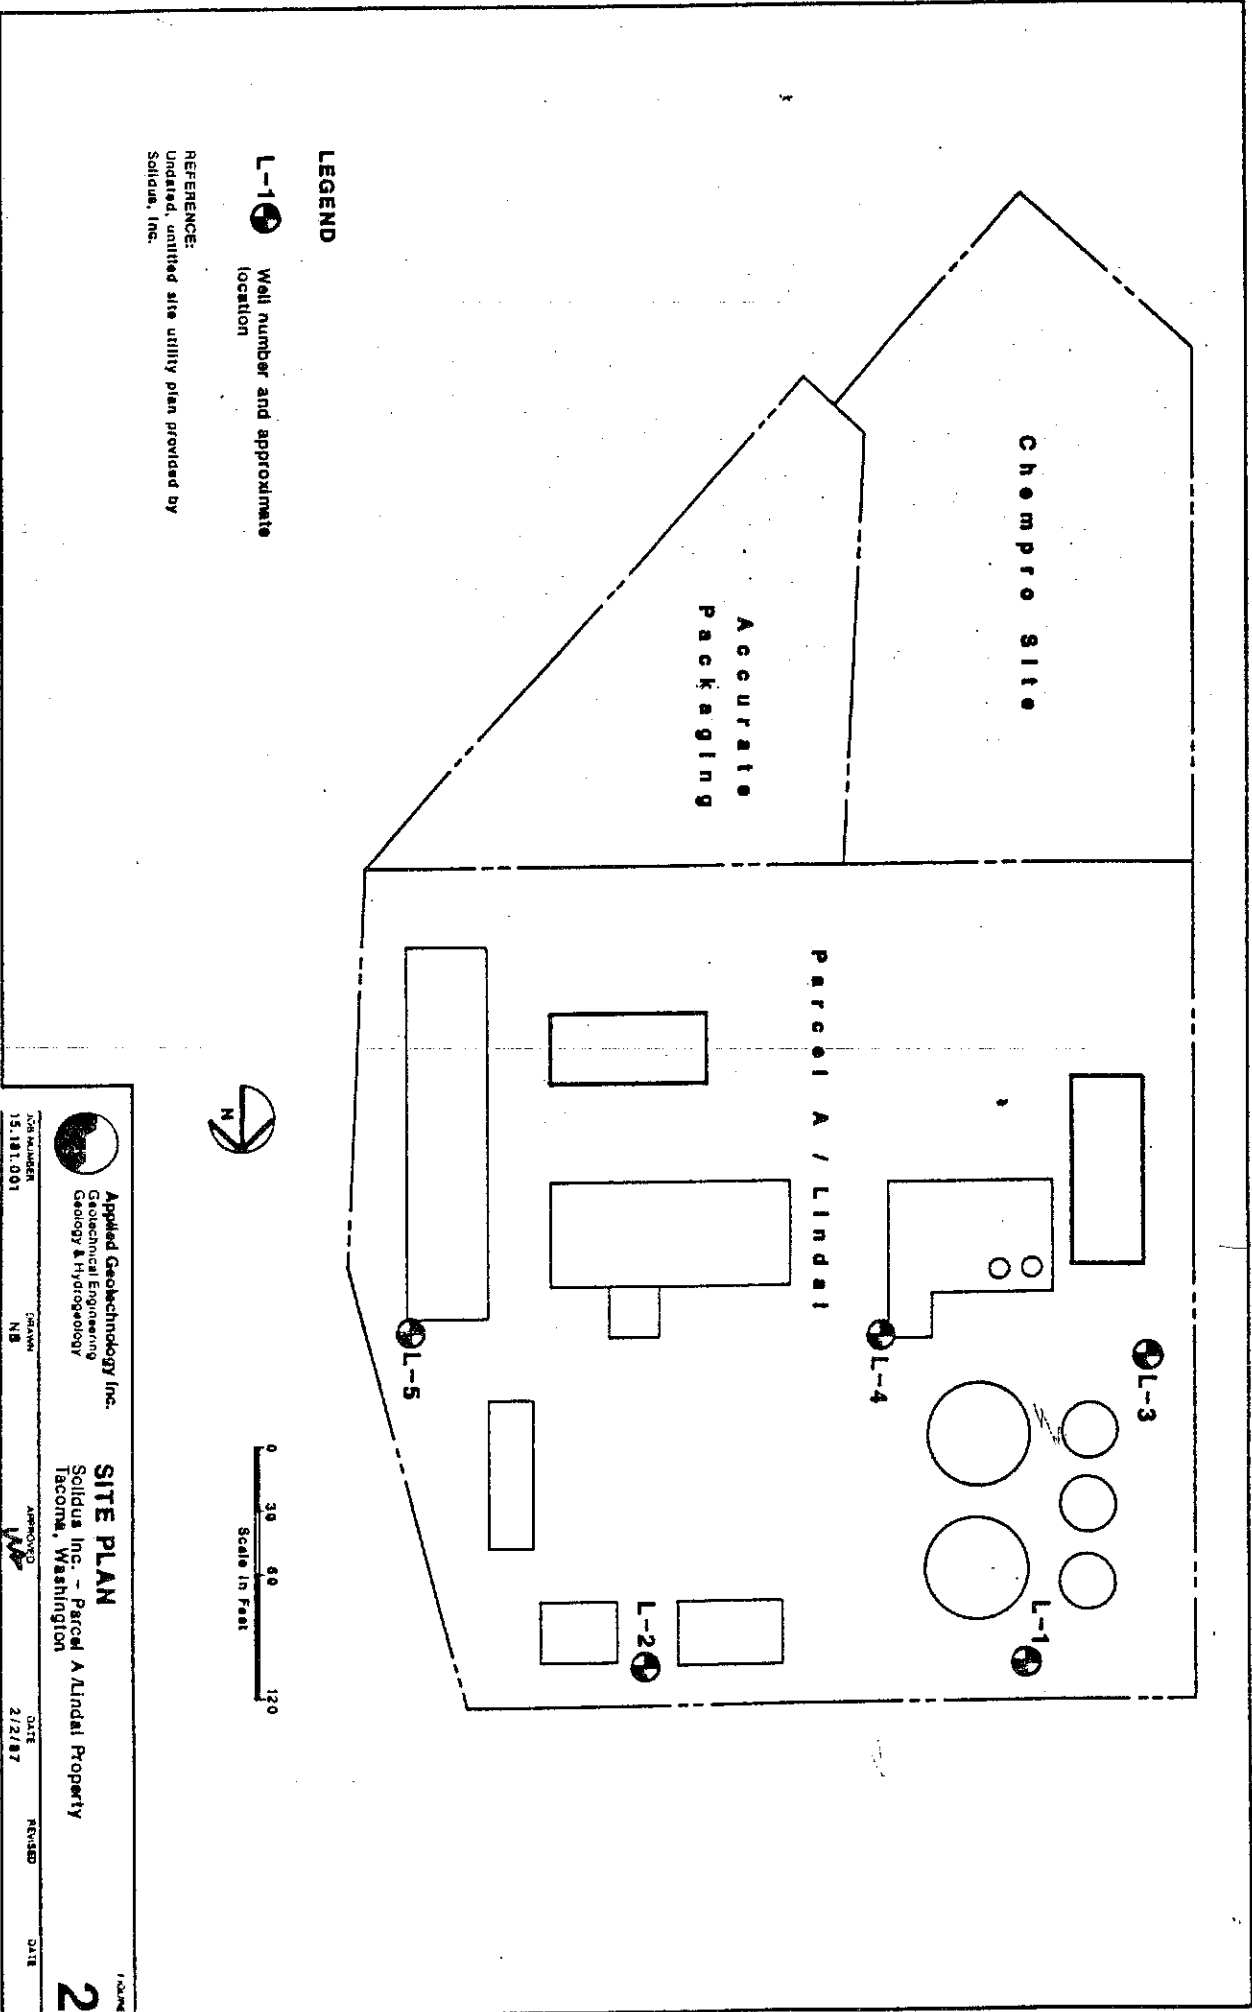 Chempro Site
Accurate
Packaging
Parcel A / Lindal
L-3
L-4
L-1
L-2
L-5
LEGEND
L-1 Well number and approximate
location
REFERENCE:
Undated, untitled site utility plan provided by
Solidus, Inc.
N
0 30 60 120
Scale in Feet
Applied Geotechnology Inc.
Geotechnical Engineering
Geology & Hydrogeology
SITE PLAN
Solidus Inc. - Parcel A/Lindal Property
Tacoma, Washington
FIGURE
2
JOB NUMBER DRAWN APPROVED DATE REVISED DATE
15,181.001 NB 2/2/87